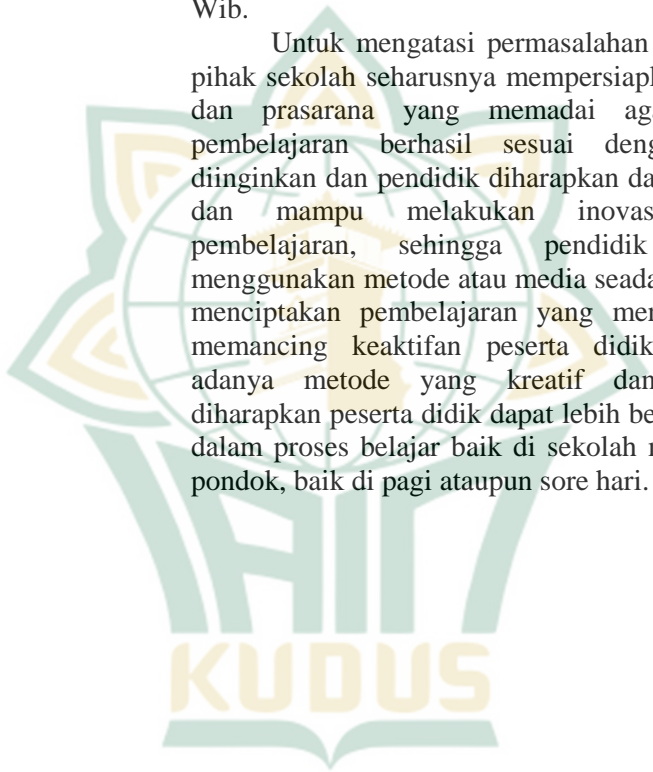 Wib.
Untuk mengatasi permasalahan
pihak sekolah seharusnya mempersiapk
dan prasarana yang memadai ag
pembelajaran berhasil sesuai deng
diinginkan dan pendidik diharapkan da
dan mampu melakukan inovas
pembelajaran, sehingga pendidik
menggunakan metode atau media seada
menciptakan pembelajaran yang men
memancing keaktifan peserta didik
adanya metode yang kreatif dan
diharapkan peserta didik dapat lebih be
dalam proses belajar baik di sekolah
pondok, baik di pagi ataupun sore hari.
IAIN
KUDUS